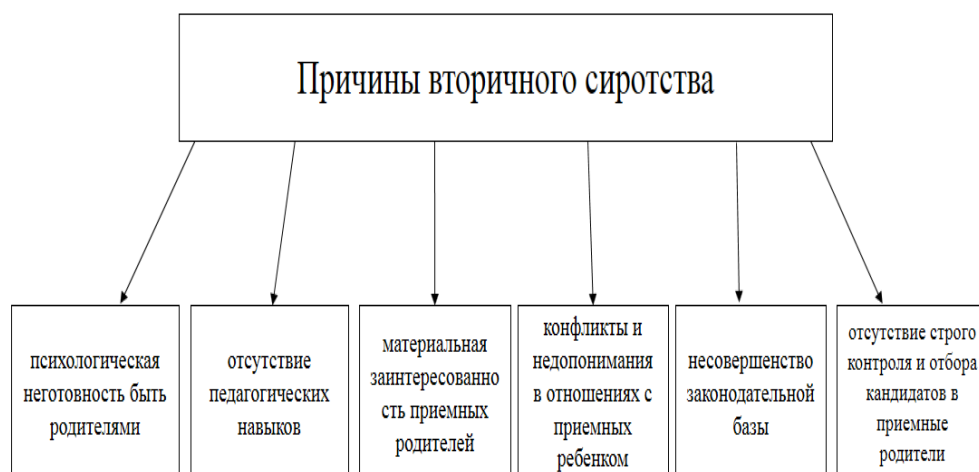 Причины вторичного сиротства
психологическая
неготовность быть
родителями
отсутствие
педагогических
навыков
материальная
заинтересованно
сть приемных
родителей
конфликты и
недопонимания
в отношениях с
приемных
ребенком
несовершенство
законодательной
базы
отсутствие строго
контроля и отбора
кандидатов в
приемные
родители